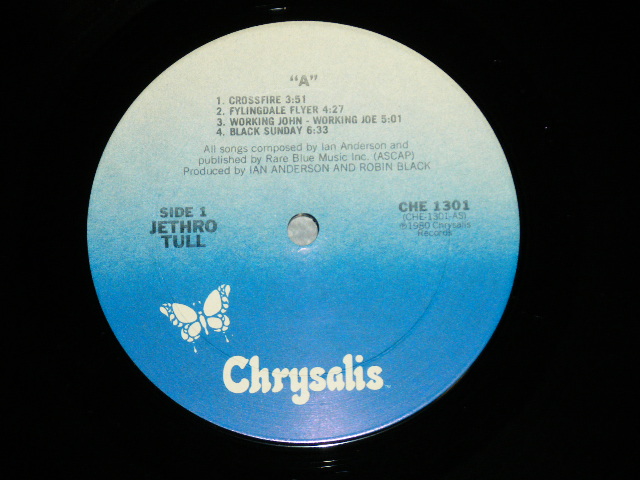 “A”
1. CROSSFIRE 3:51
2. FYLINGDALE FLYER 4:27
3. WORKING JOHN - WORKING JOE 5:01
4. BLACK SUNDAY 6:33
All songs composed by Ian Anderson and
published by Rare Blue Music Inc. (ASCAP)
Produced by IAN ANDERSON AND ROBIN BLACK
SIDE 1
JETHRO
TULL
CHE 1301
(CHE-1301-AS)
℗1980 Chrysalis
Records
Chrysalis™